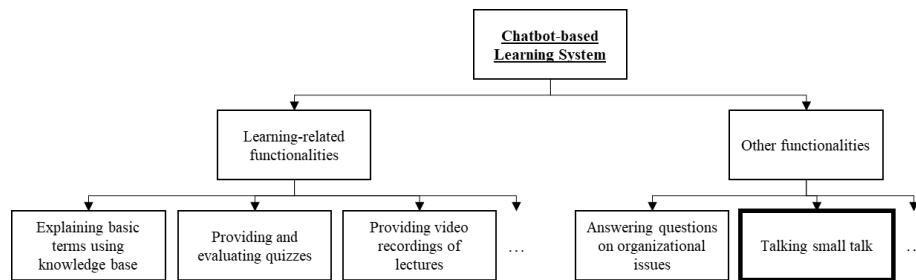 Chatbot-based
Learning System
Learning-related
functionalities
Other functionalities
Explaining basic
terms using
knowledge base
Providing and
evaluating quizzes
Providing video
recordings of
lectures
…
Answering questions
on organizational
issues
Talking small talk
…